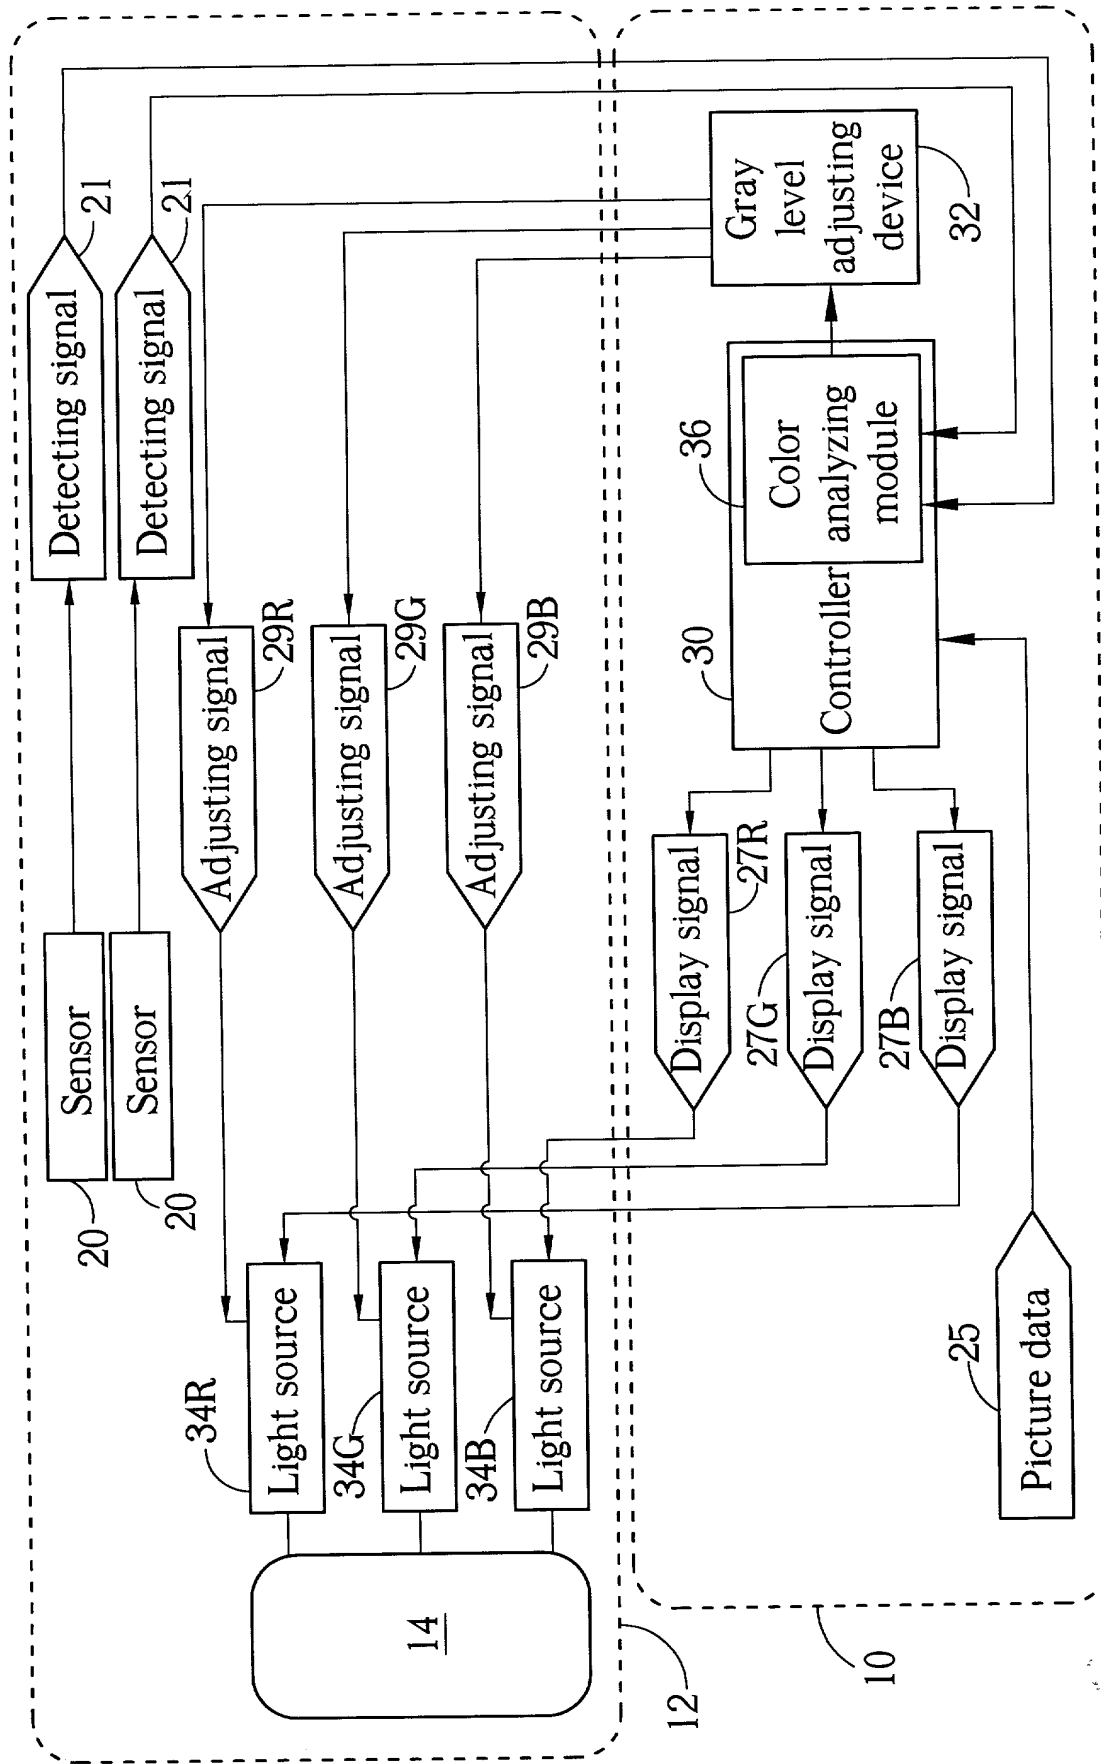 Sensor
20
Detecting signal
21
Sensor
20
Detecting signal
21
34R
Light source
Adjusting signal
29R
34G
Light source
Adjusting signal
29G
34B
Light source
Adjusting signal
29B
14
12
Display signal
27R
30
36
27G
Display signal
Controller
Color
analyzing
module
Gray
level
adjusting
device
32
27B
Display signal
10
25
Picture data